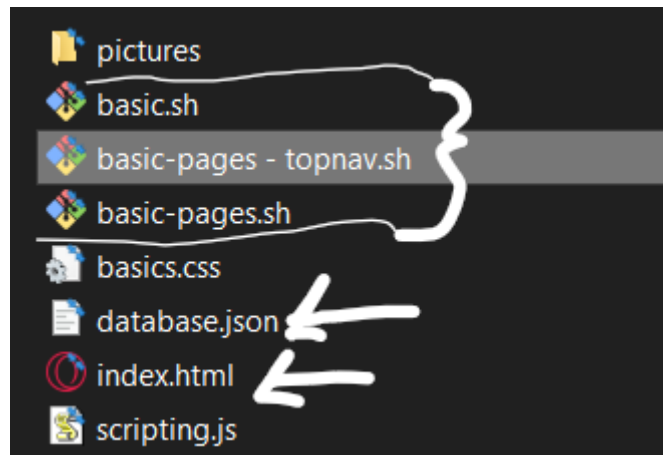 pictures
basic.sh
basic-pages - topnav.sh
basic-pages.sh
basics.css
database.json
index.html
scripting.js